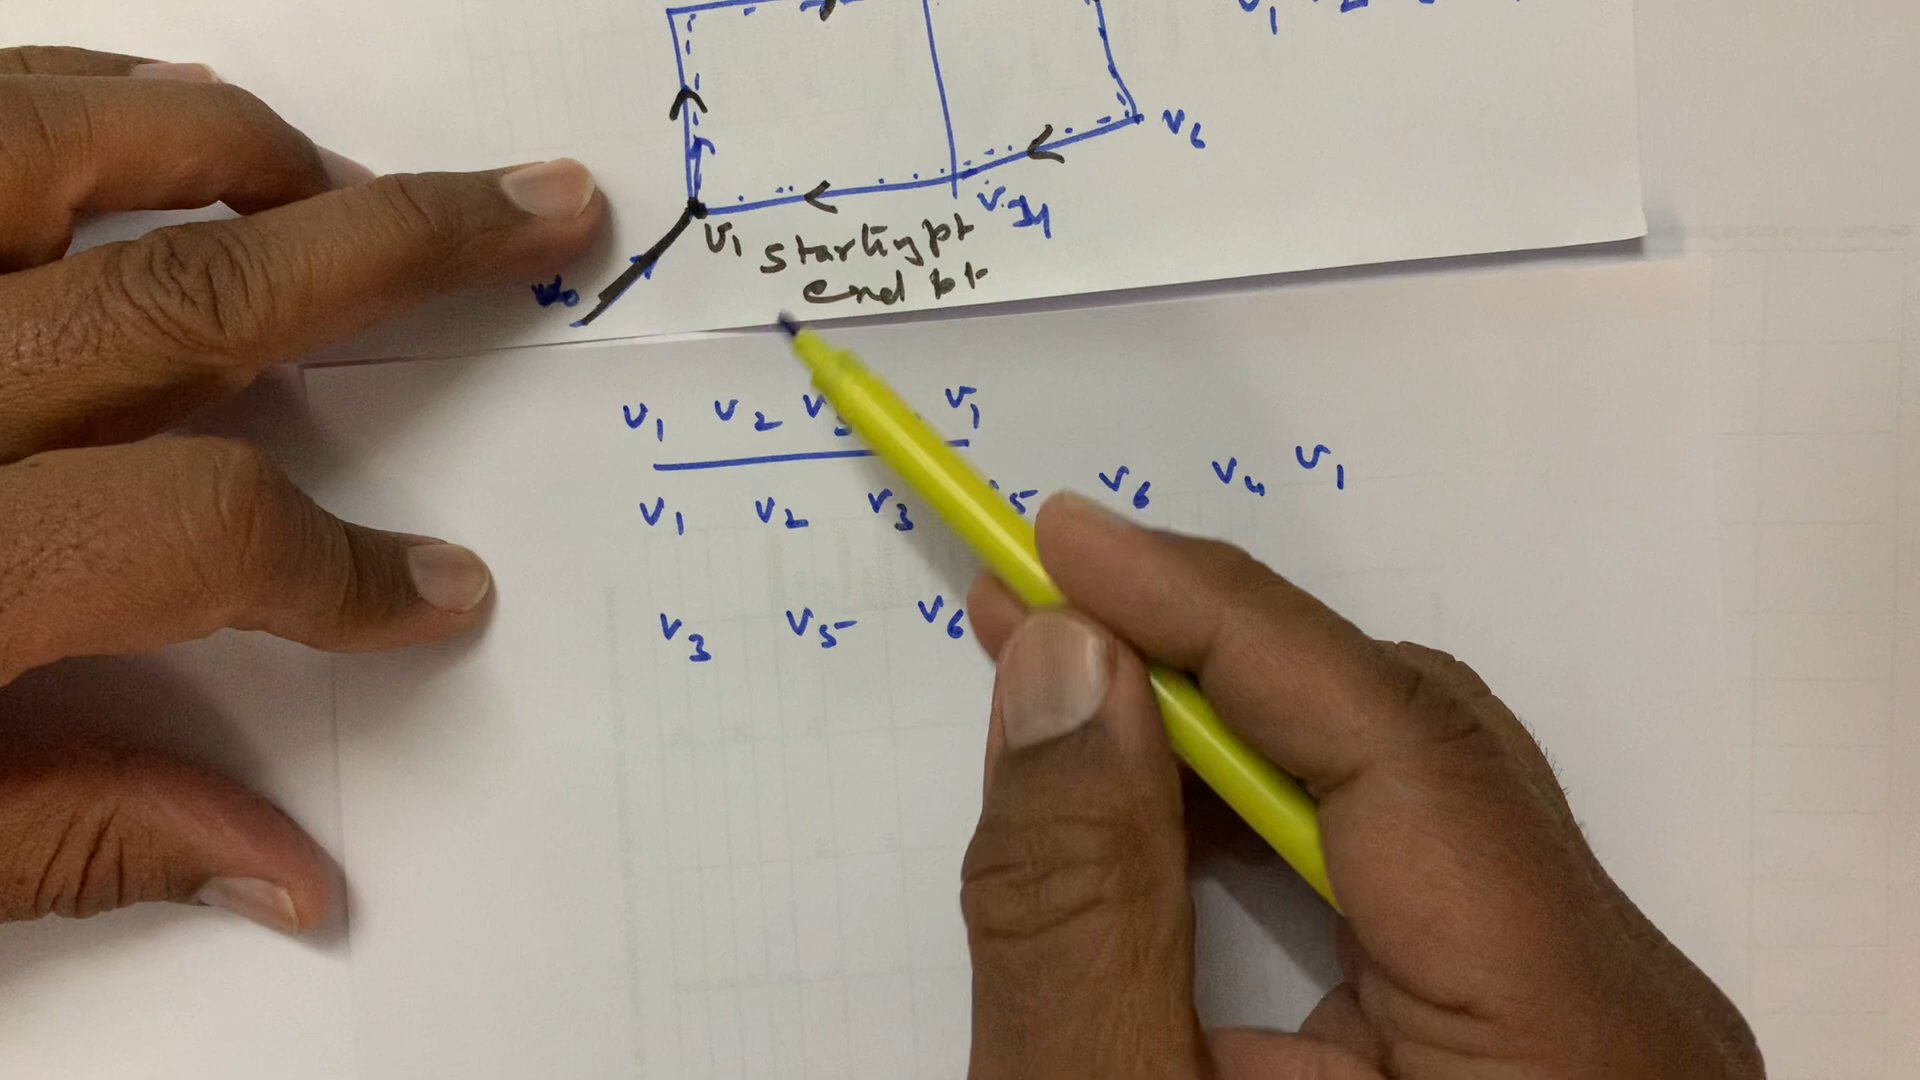 v6
v1 starting pt
end pt
v0
v1 v2 v3 v1
v1 v2 v3 5 v6 v4 v1
v3 v5 v6